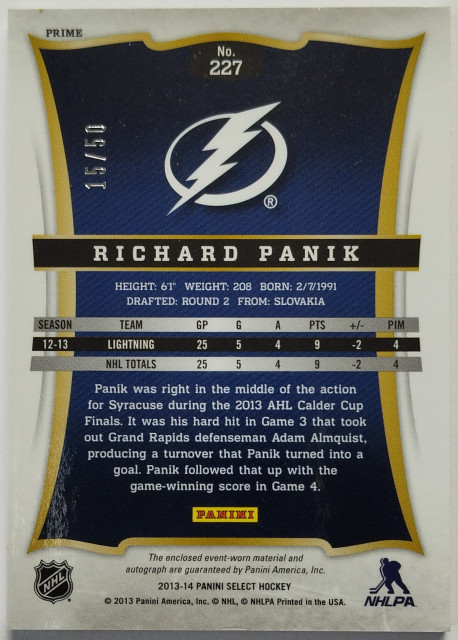 PRIME
No.
227
15/50
®
RICHARD PANIK
HEIGHT: 6'1" WEIGHT: 208 BORN: 2/7/1991
DRAFTED: ROUND 2 FROM: SLOVAKIA
SEASON TEAM GP G A PTS +/- PIM
12-13 LIGHTNING 25 5 4 9 -2 4
NHL TOTALS 25 5 4 9 -2 4
Panik was right in the middle of the action
for Syracuse during the 2013 AHL Calder Cup
Finals. It was his hard hit in Game 3 that took
out Grand Rapids defenseman Adam Almquist,
producing a turnover that Panik turned into a
goal. Panik followed that up with the
game-winning score in Game 4.
PANINI
The enclosed event-worn material and
autograph are guaranteed by Panini America, Inc.
2013-14 PANINI SELECT HOCKEY
© 2013 Panini America, Inc. © NHL, © NHLPA Printed in the USA.
NHL
NHLPA